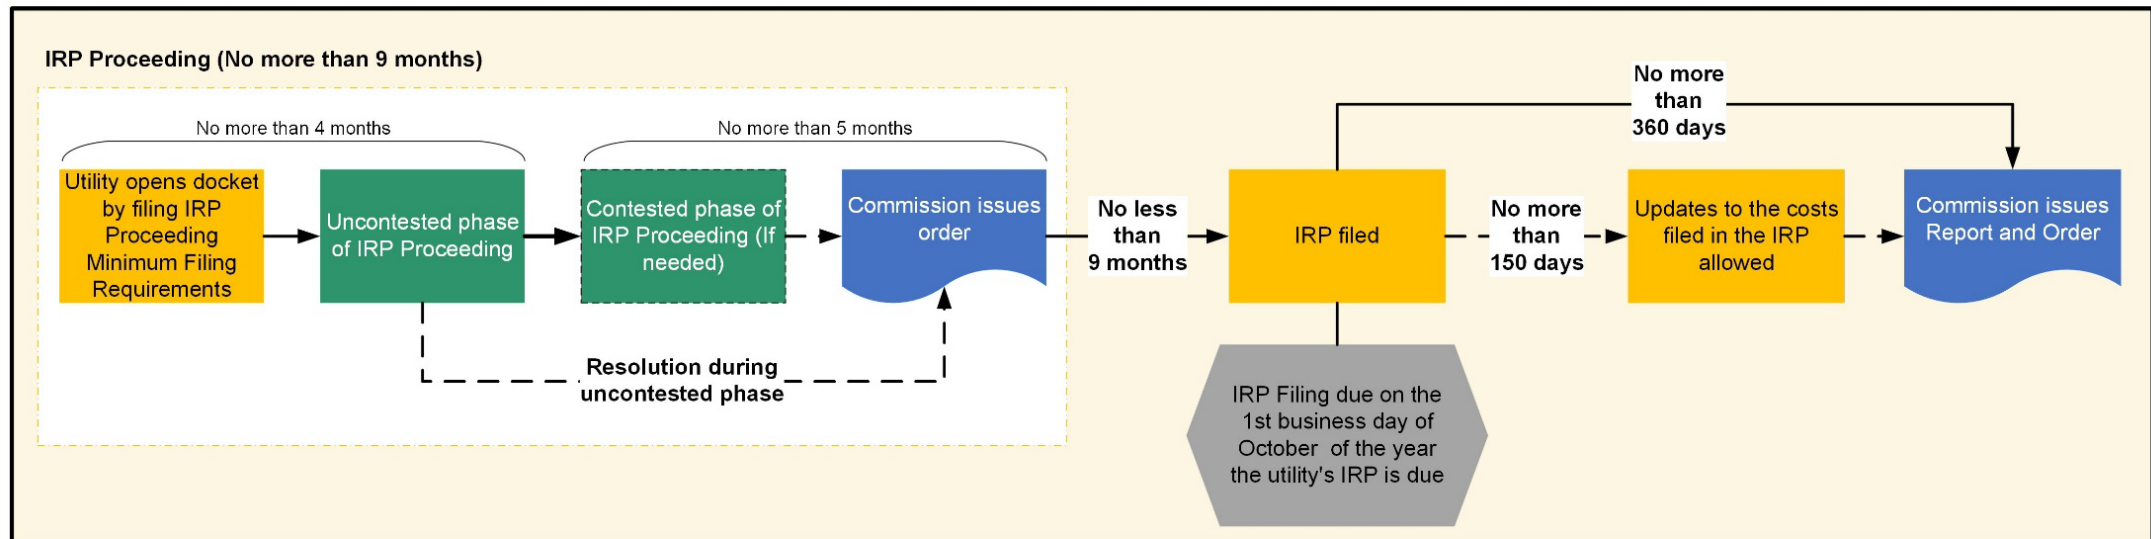 IRP Proceeding (No more than 9 months)
No more than 4 months
No more than 5 months
Utility opens docket
by filing IRP
Proceeding
Minimum Filing
Requirements
Uncontested phase
of IRP Proceeding
Contested phase of
IRP Proceeding (If
needed)
Commission issues
order
Resolution during
uncontested phase
No less
than
9 months
IRP filed
No more
than
360 days
No more
than
150 days
Updates to the costs
filed in the IRP
allowed
Commission issues
Report and Order
IRP Filing due on the
1st business day of
October of the year
the utility's IRP is due